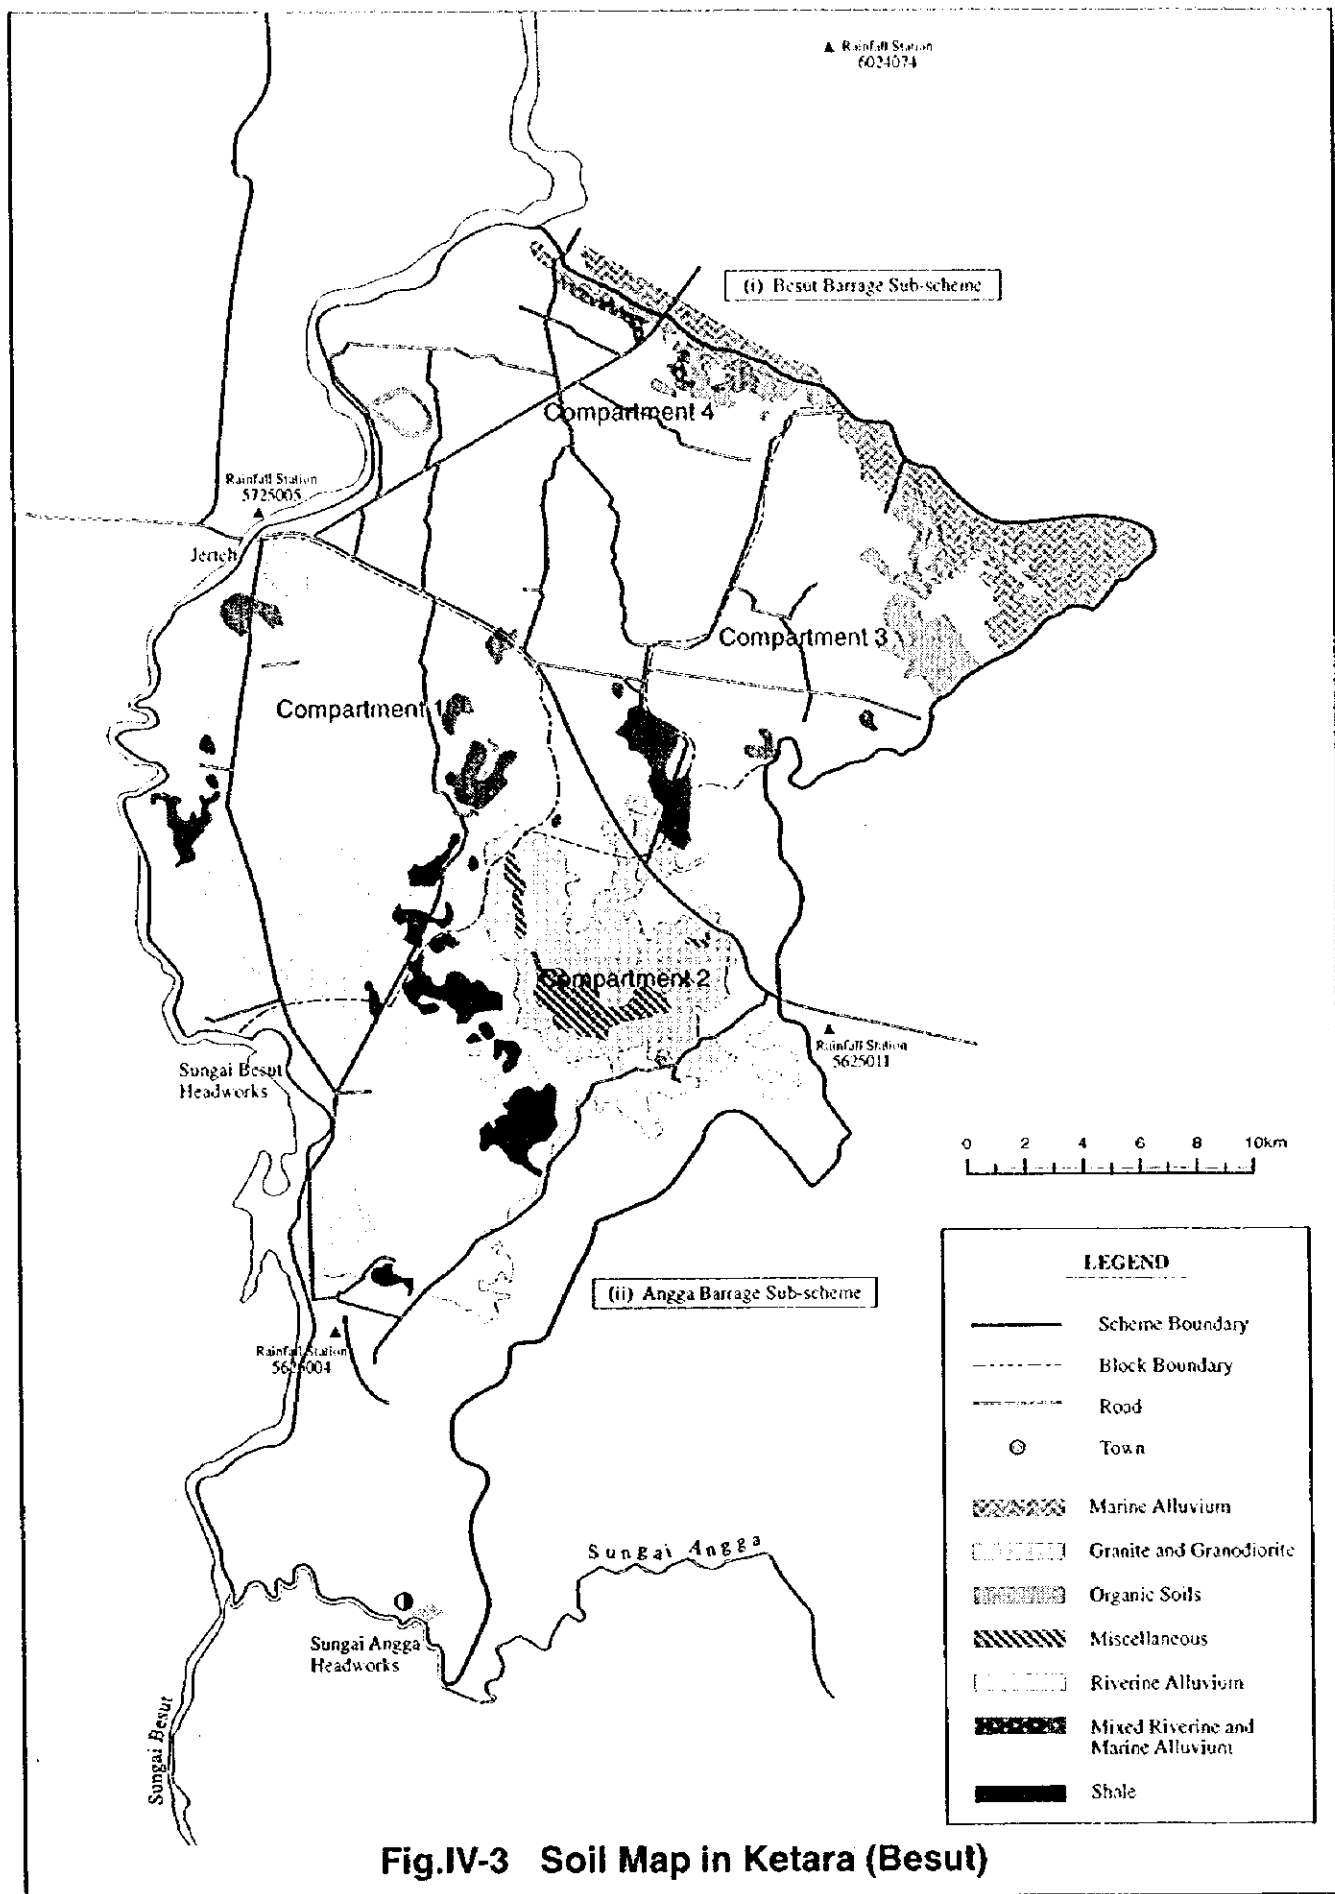 Rainfall Station
6024074
(i) Besut Barrage Sub-scheme
Compartment 4
Rainfall Station
5725005
Jerteh
Compartment 3
Compartment 1
Compartment 2
Rainfall Station
5625011
Sungai Besut
Headworks
0 2 4 6 8 10km
(ii) Angga Barrage Sub-scheme
Rainfall Station
5625004
Sungai Angga
Sungai Angga
Headworks
Sungai Besut
LEGEND
Scheme Boundary
Block Boundary
Road
Town
Marine Alluvium
Granite and Granodiorite
Organic Soils
Miscellaneous
Riverine Alluvium
Mixed Riverine and
Marine Alluvium
Shale
Fig.IV-3 Soil Map in Ketara (Besut)